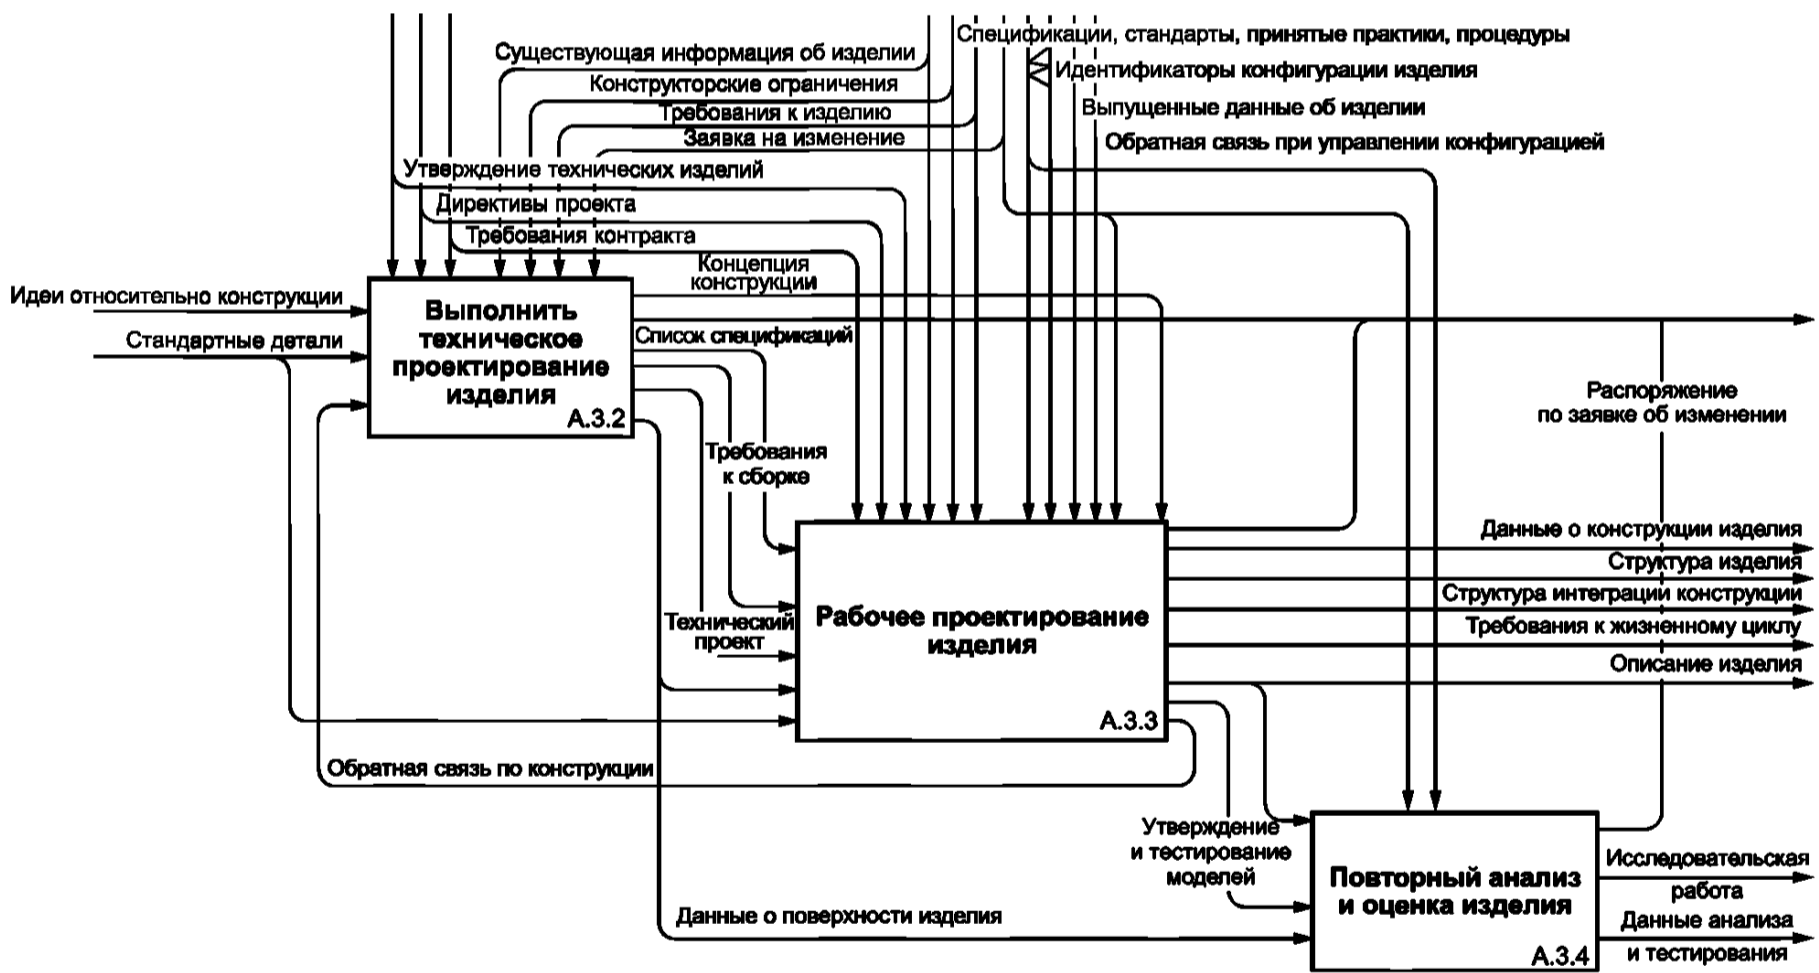 Спецификации, стандарты, принятые практики, процедуры
Существующая информация об изделии
Идентификаторы конфигурации изделия
Конструкторские ограничения
Выпущенные данные об изделии
Требования к изделию
Заявка на изменение
Обратная связь при управлении конфигурацией
Утверждение технических изделий
Директивы проекта
Требования контракта
Концепция
конструкции
Идеи относительно конструкции
Стандартные детали
Выполнить
техническое
проектирование
изделия
А.3.2
Список спецификаций
Распоряжение
по заявке об изменении
Требования
к сборке
Данные о конструкции изделия
Структура изделия
Структура интеграции конструкции
Требования к жизненному циклу
Описание изделия
Технический
проект
Рабочее проектирование
изделия
А.3.3
Обратная связь по конструкции
Утверждение
и тестирование
моделей
Повторный анализ
и оценка изделия
А.3.4
Исследовательская
работа
Данные анализа
и тестирования
Данные о поверхности изделия